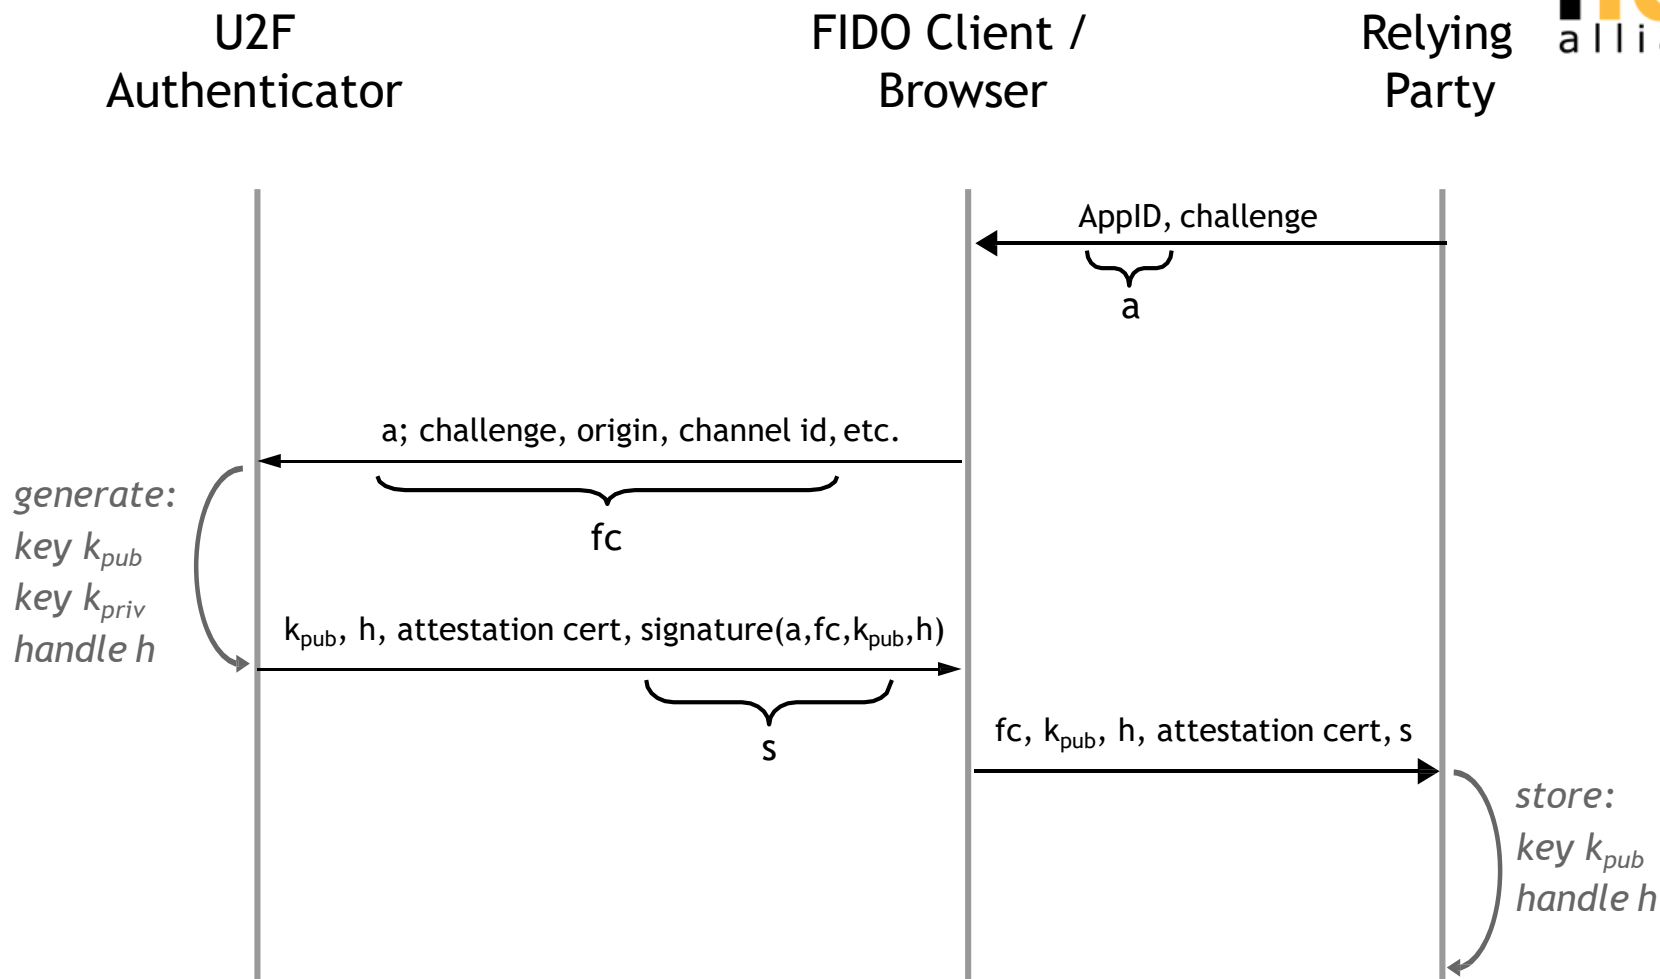 U2F
Authenticator
FIDO Client /
Browser
Relying
Party
AppID, challenge
a
a; challenge, origin, channel id, etc.
fc
generate:
key kpub
key kpriv
handle h
kpub, h, attestation cert, signature(a,fc,kpub,h)
s
fc, kpub, h, attestation cert, s
store:
key kpub
handle h